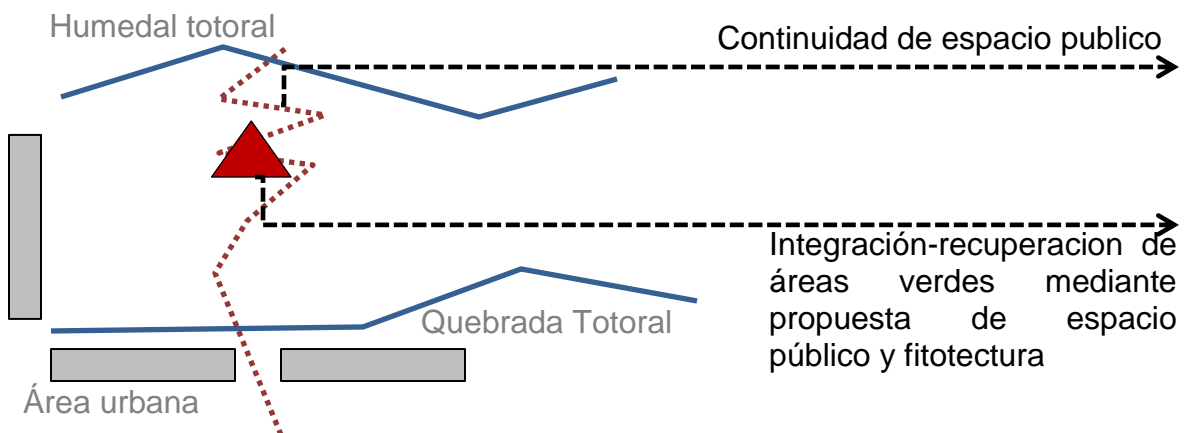 Humedal totoral
Continuidad de espacio publico
Integración-recuperacion de
áreas verdes mediante
propuesta de espacio
público y fitotectura
Quebrada Totoral
Área urbana